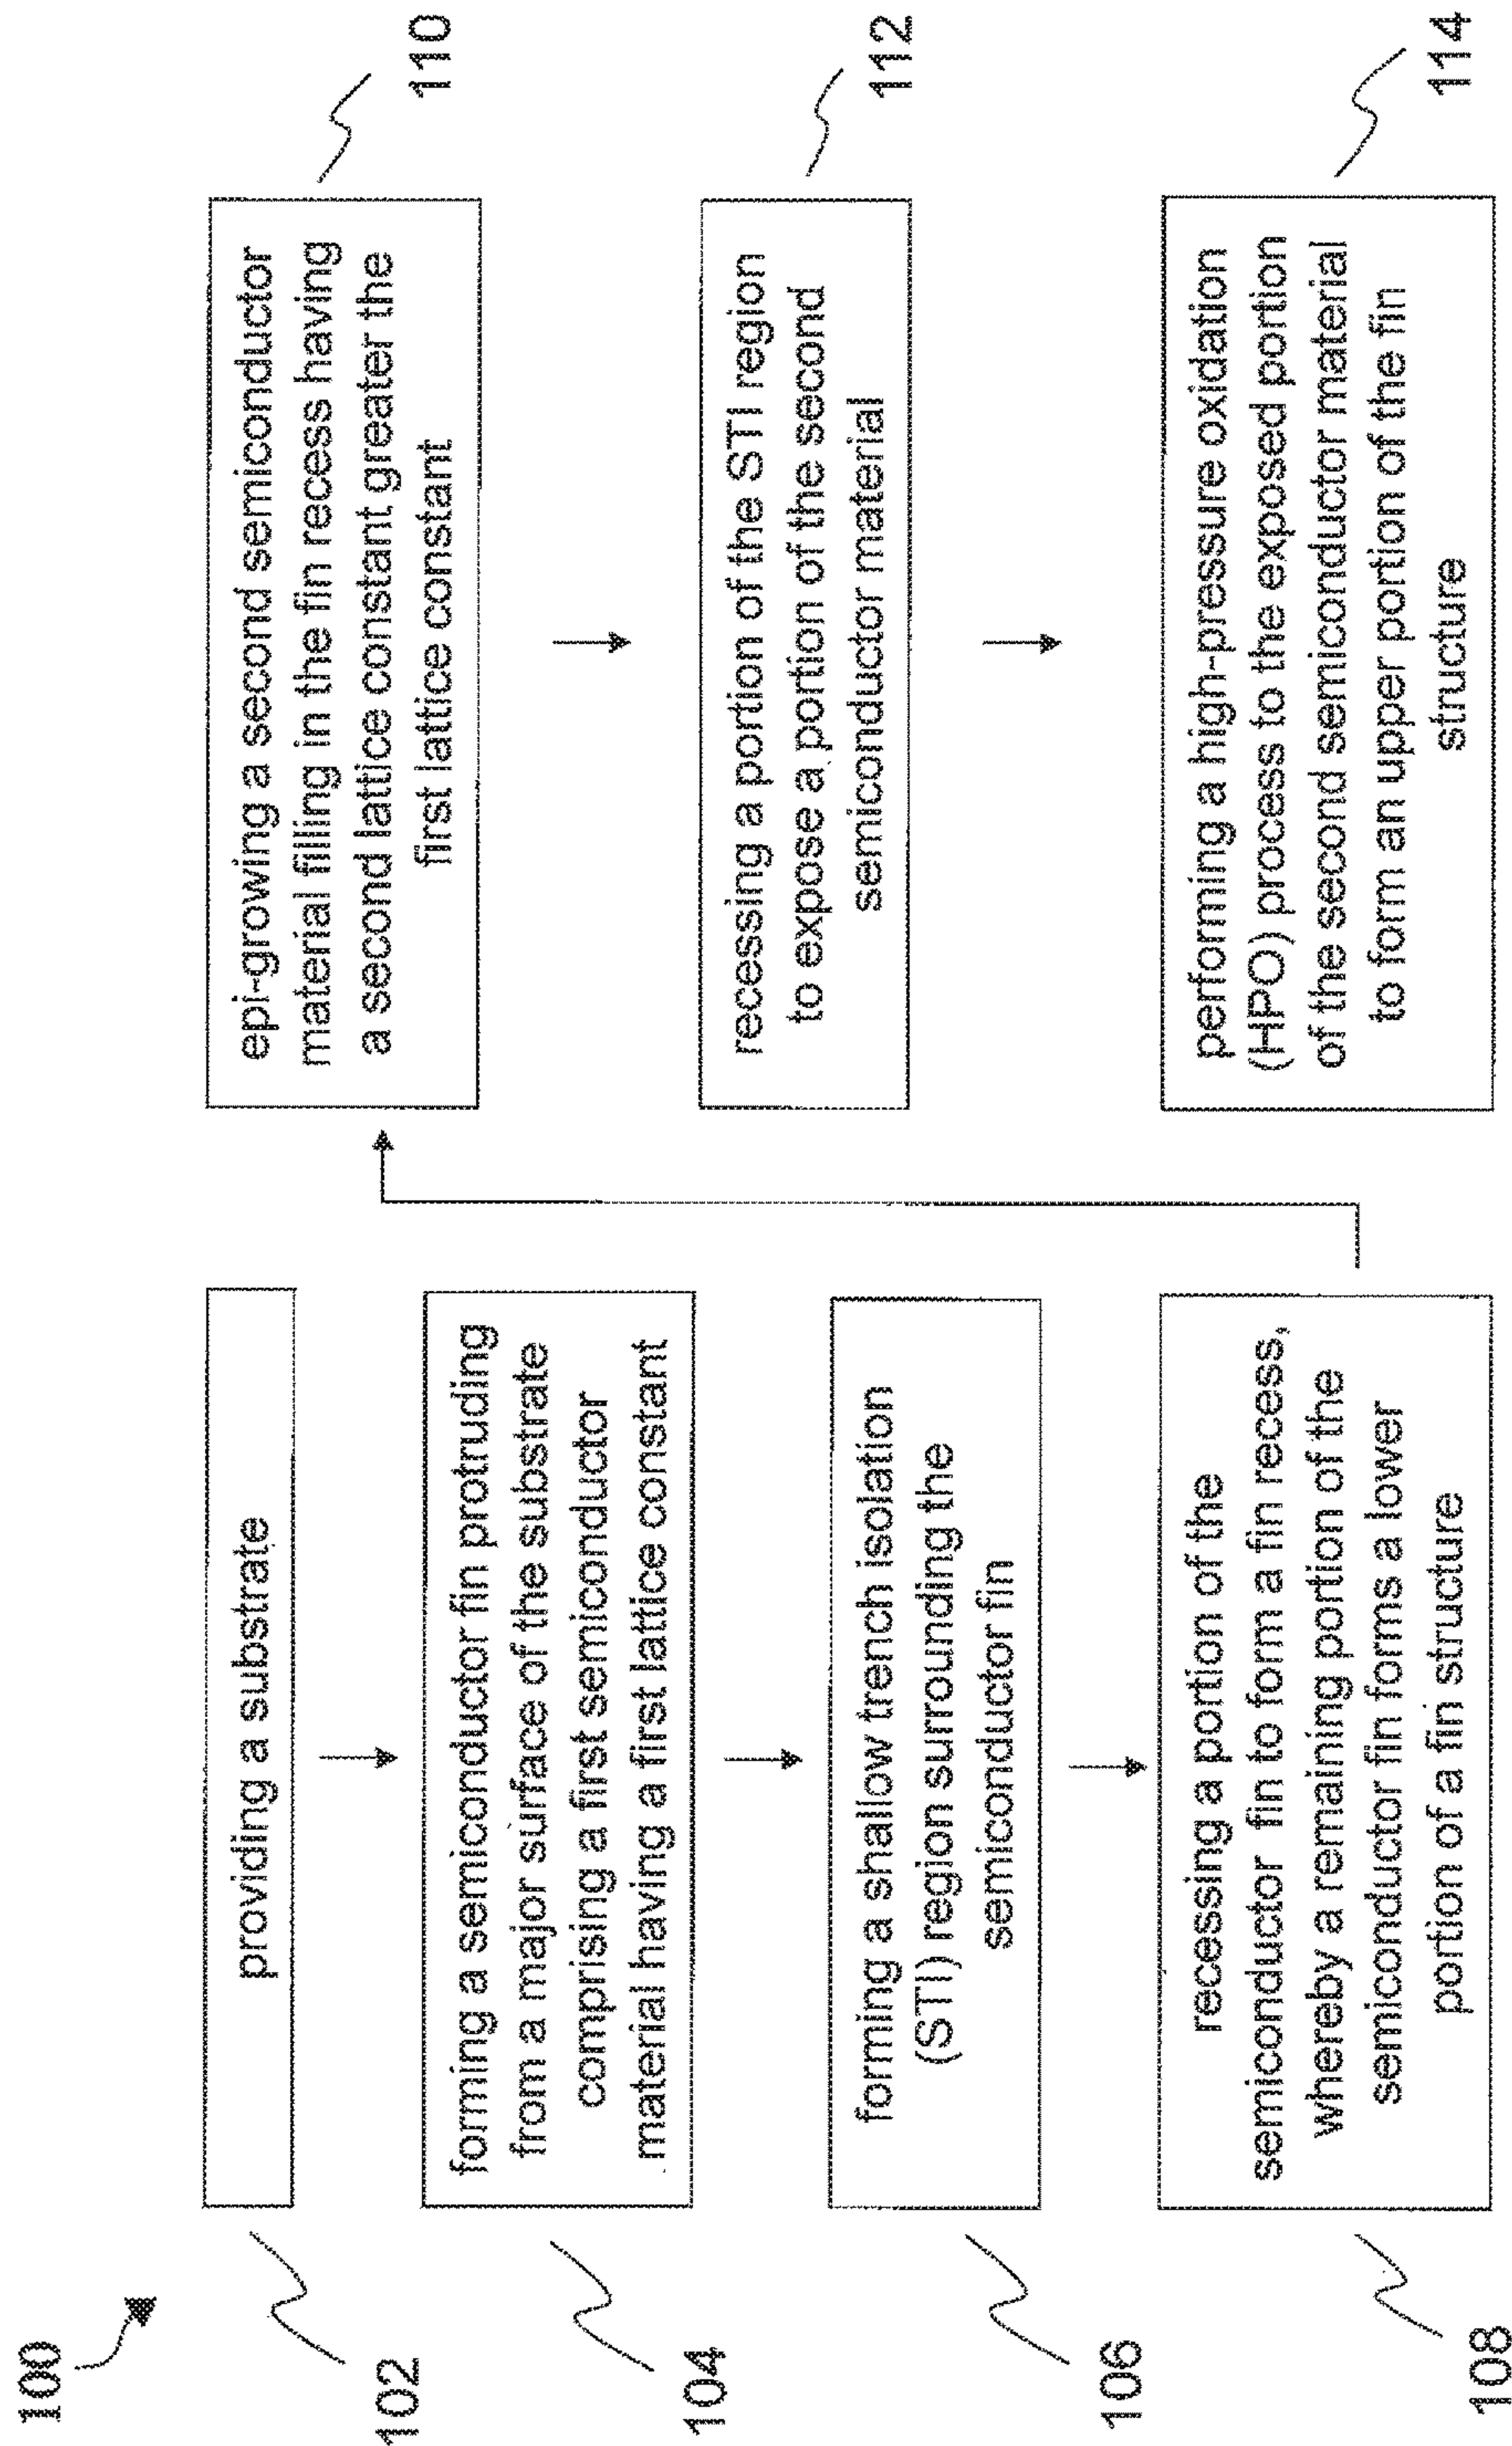 100
102
providing a substrate
104
forming a semiconductor fin protruding
from a major surface of the substrate
comprising a first semiconductor
material having a first lattice constant
106
forming a shallow trench isolation
(STI) region surrounding the
semiconductor fin
108
recessing a portion of the
semiconductor fin to form a fin recess,
whereby a remaining portion of the
semiconductor fin forms a lower
portion of a fin structure
110
epi-growing a second semiconductor
material filling in the fin recess having
a second lattice constant greater the
first lattice constant
112
recessing a portion of the STI region
to expose a portion of the second
semiconductor material
114
performing a high-pressure oxidation
(HPO) process to the exposed portion
of the second semiconductor material
to form an upper portion of the fin
structure